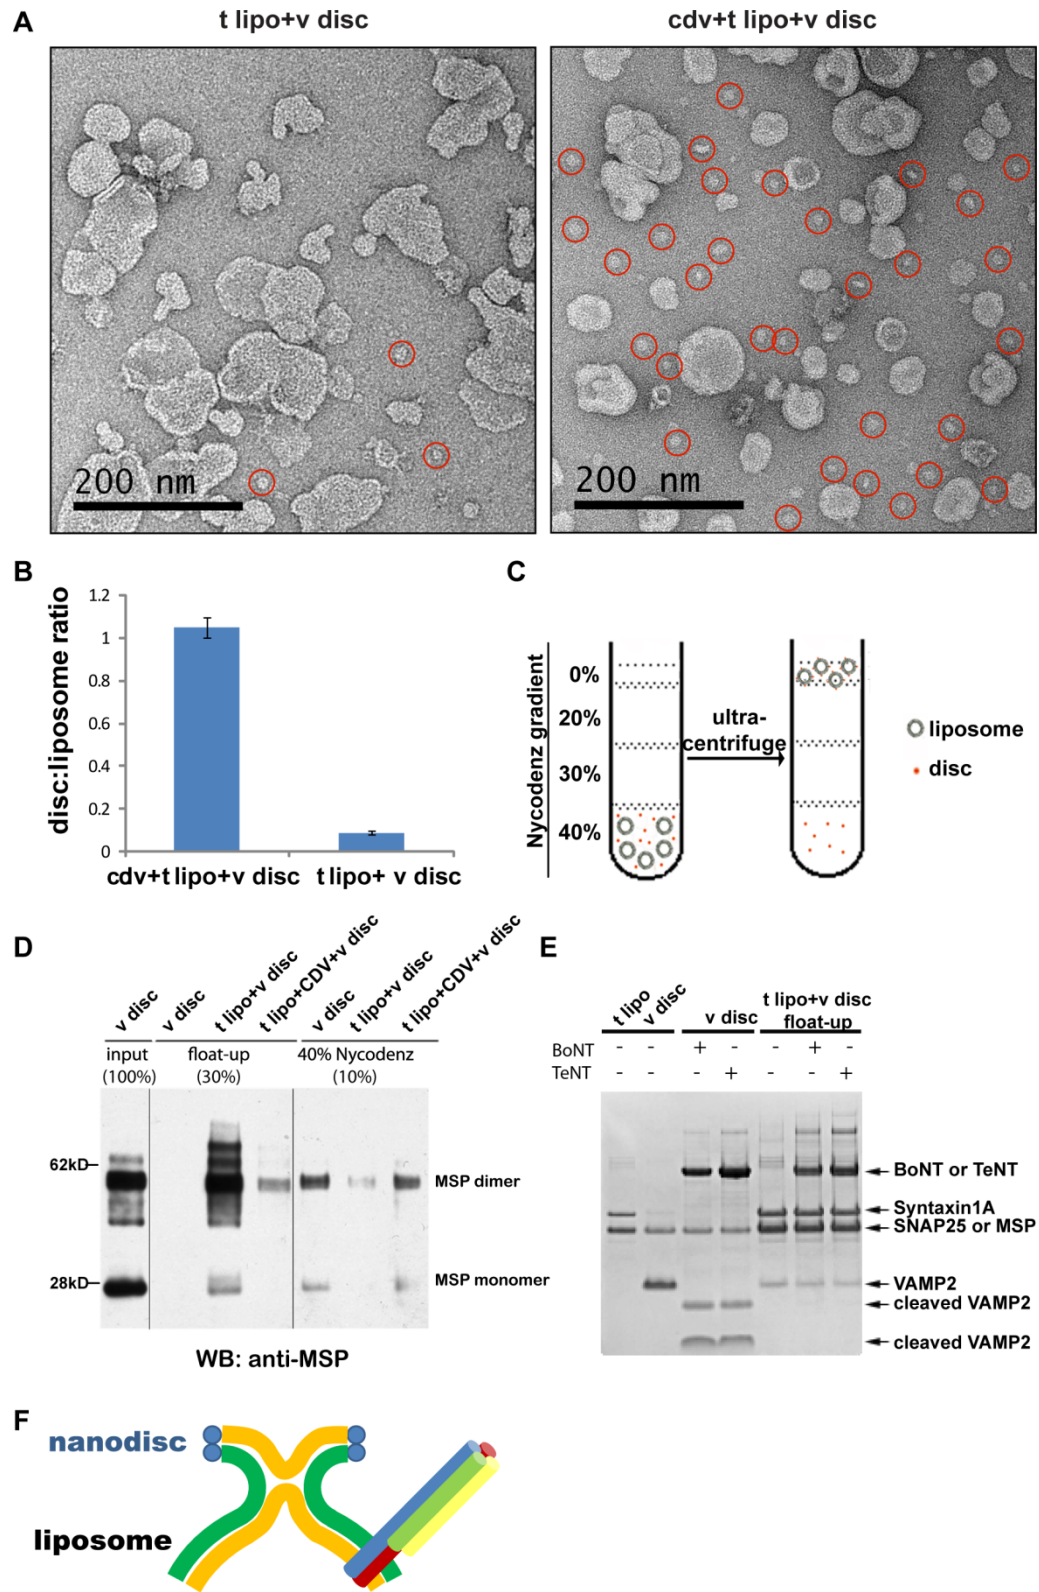 A
t lipo+v disc
cdv+t lipo+v disc
200 nm
200 nm
B
disc:liposome ratio
1.2
1
0.8
0.6
0.4
0.2
0
cdv+t lipo+v disc
t lipo+ v disc
C
Nycodenz gradient
0%
20%
30%
40%
ultra-
centrifuge
liposome
disc
D
v disc
v disc
t lipo+v disc
t lipo+CDV+v disc
v disc
t lipo+v disc
t lipo+CDV+v disc
input
(100%)
float-up
(30%)
40% Nycodenz
(10%)
62kD
28kD
MSP dimer
MSP monomer
WB: anti-MSP
E
t lipo
v disc
v disc
t lipo+v disc
float-up
BoNT - - + - - + -
TeNT - - - + - - +
BoNT or TeNT
Syntaxin1A
SNAP25 or MSP
VAMP2
cleaved VAMP2
cleaved VAMP2
F
nanodisc
liposome